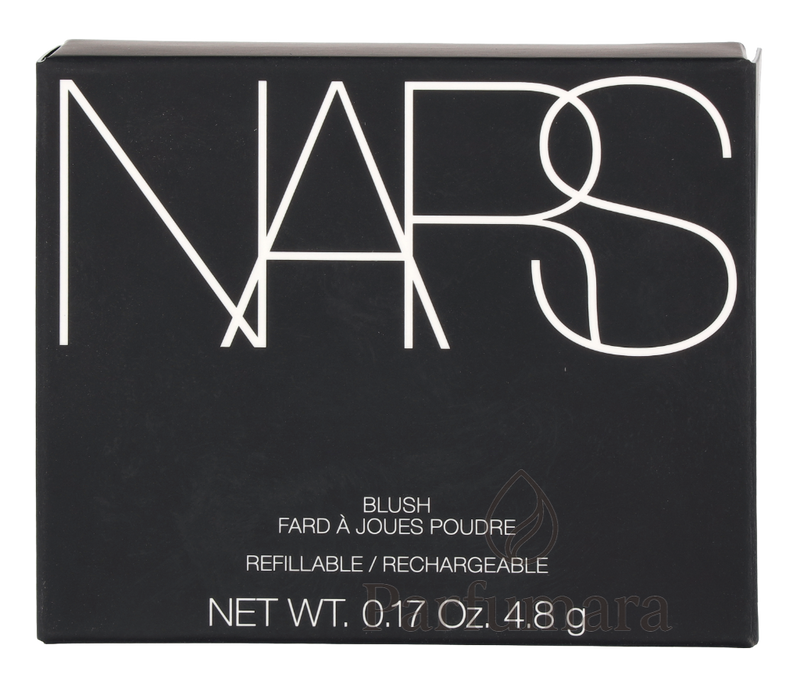 NARS
BLUSH
FARD À JOUES POUDRE
REFILLABLE / RECHARGEABLE
NET WT. 0.17 Oz. 4.8 g
Parfumara